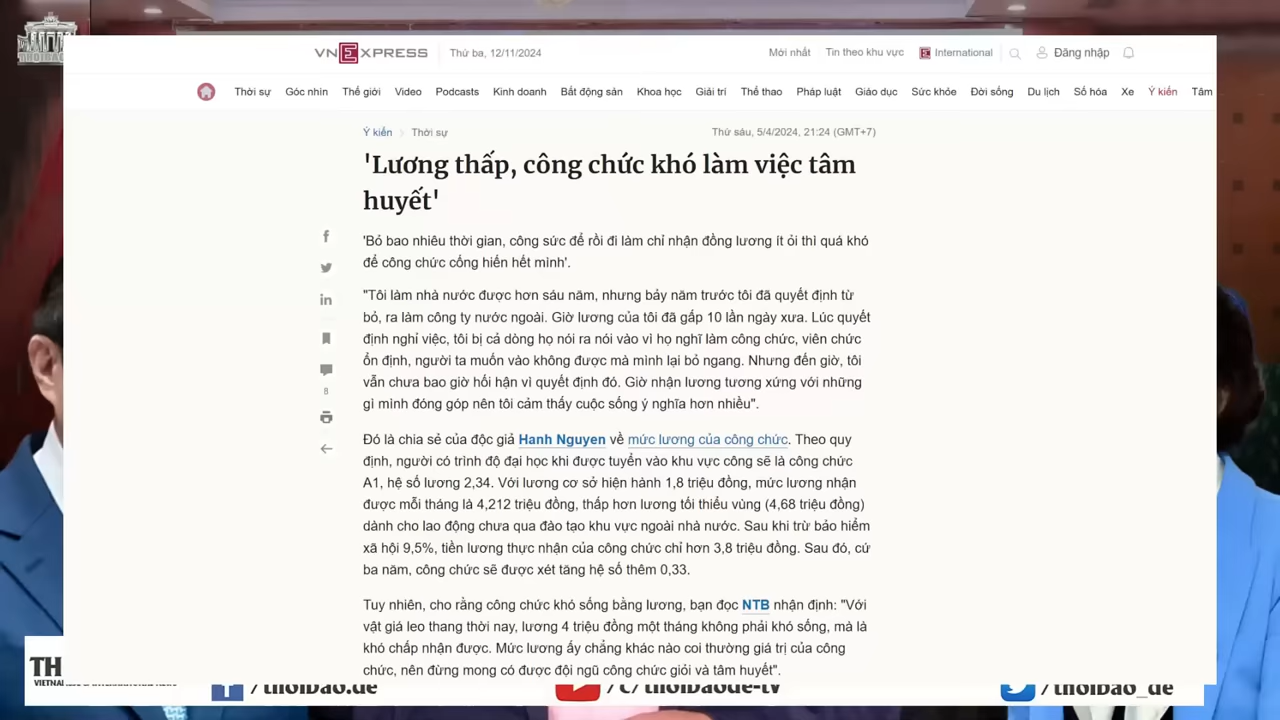 VNEXPRESS
Thứ ba, 12/11/2024
Mới nhất
Tin theo khu vực
International
Đăng nhập
Thời sự
Góc nhìn
Thế giới
Video
Podcasts
Kinh doanh
Bất động sản
Khoa học
Giải trí
Thể thao
Pháp luật
Giáo dục
Sức khỏe
Đời sống
Du lịch
Số hóa
Xe
Ý kiến
Tâm
Ý kiến
Thời sự
Thứ sáu, 5/4/2024, 21:24 (GMT+7)
'Lương thấp, công chức khó làm việc tâm
huyết'
'Bỏ bao nhiêu thời gian, công sức để rồi đi làm chỉ nhận đồng lương ít ỏi thì quá khó
để công chức cống hiến hết mình'.
"Tôi làm nhà nước được hơn sáu năm, nhưng bảy năm trước tôi đã quyết định từ
bỏ, ra làm công ty nước ngoài. Giờ lương của tôi đã gấp 10 lần ngày xưa. Lúc quyết
định nghỉ việc, tôi bị cả dòng họ nói ra nói vào vì họ nghĩ làm công chức, viên chức
ổn định, người ta muốn vào không được mà mình lại bỏ ngang. Nhưng đến giờ, tôi
vẫn chưa bao giờ hối hận vì quyết định đó. Giờ nhận lương tương xứng với những
gì mình đóng góp nên tôi cảm thấy cuộc sống ý nghĩa hơn nhiều".
8
Đó là chia sẻ của độc giả Hanh Nguyen về mức lương của công chức. Theo quy
định, người có trình độ đại học khi được tuyển vào khu vực công sẽ là công chức
A1, hệ số lương 2,34. Với lương cơ sở hiện hành 1,8 triệu đồng, mức lương nhận
được mỗi tháng là 4,212 triệu đồng, thấp hơn lương tối thiểu vùng (4,68 triệu đồng)
dành cho lao động chưa qua đào tạo khu vực ngoài nhà nước. Sau khi trừ bảo hiểm
xã hội 9,5%, tiền lương thực nhận của công chức chỉ hơn 3,8 triệu đồng. Sau đó, cứ
ba năm, công chức sẽ được xét tăng hệ số thêm 0,33.
Tuy nhiên, cho rằng công chức khó sống bằng lương, bạn đọc NTB nhận định: "Với
vật giá leo thang thời nay, lương 4 triệu đồng một tháng không phải khó sống, mà là
khó chấp nhận được. Mức lương ấy chẳng khác nào coi thường giá trị của công
chức, nên đừng mong có được đội ngũ công chức giỏi và tâm huyết".
TH
/thoibao.de
/c/thoibaode-tv
/thoibao_de